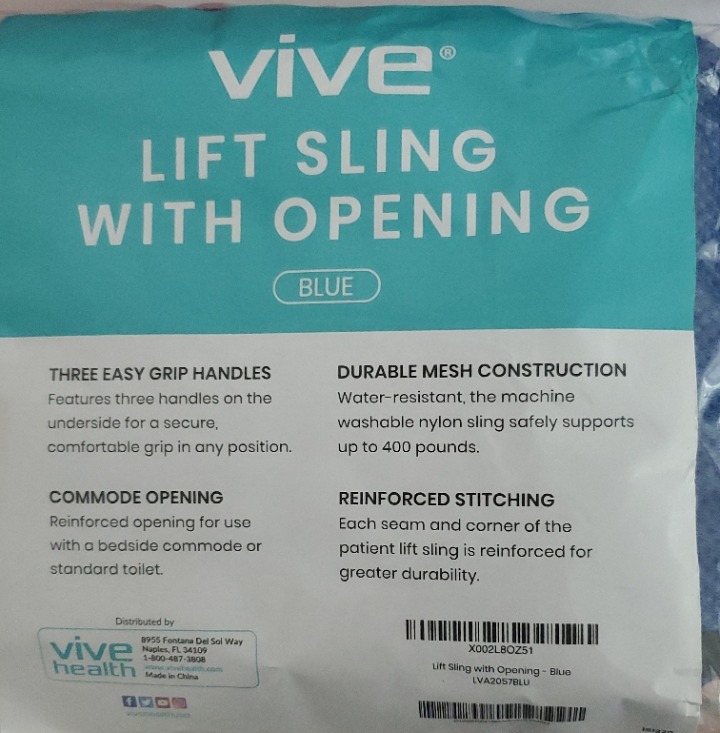 vive®
LIFT SLING
WITH OPENING
BLUE
THREE EASY GRIP HANDLES
Features three handles on the
underside for a secure,
comfortable grip in any position.
DURABLE MESH CONSTRUCTION
Water-resistant, the machine
washable nylon sling safely supports
up to 400 pounds.
COMMODE OPENING
Reinforced opening for use
with a bedside commode or
standard toilet.
REINFORCED STITCHING
Each seam and corner of the
patient lift sling is reinforced for
greater durability.
Distributed by
vive
health
8955 Fontana Del Sol Way
Naples, FL 34109
1-800-487-3808
www.vivehealth.com
Made in China
X002L8OZ51
Lift Sling with Opening - Blue
LVA2057BLU